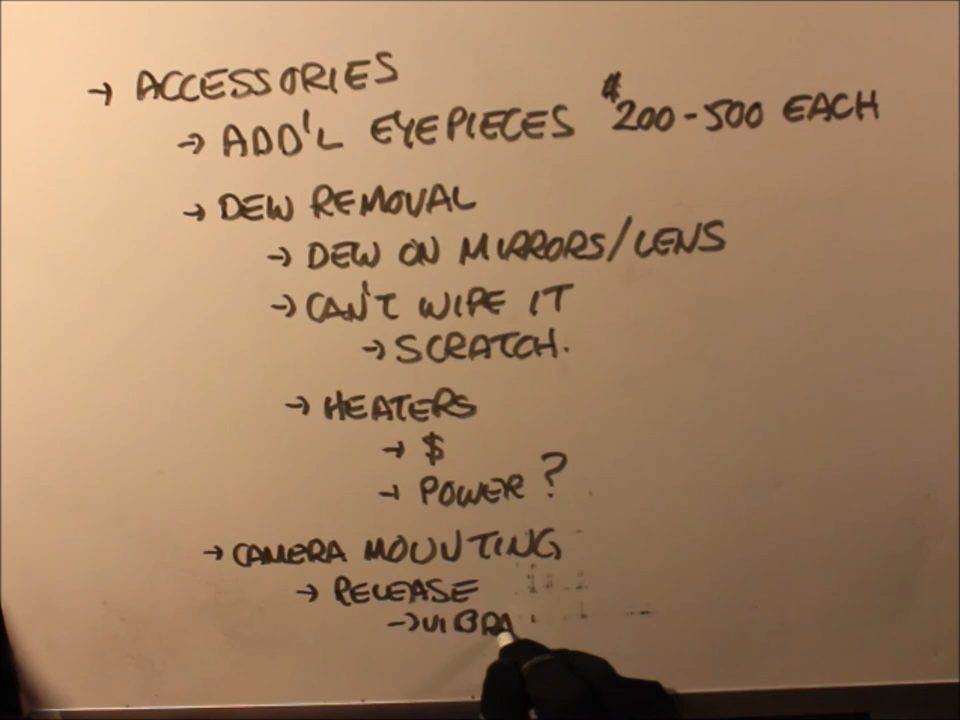 → ACCESSORIES
→ ADD'L EYEPIECES $200-500 EACH
→ DEW REMOVAL
→ DEW ON MIRRORS/LENS
→ CAN'T WIPE IT
→ SCRATCH.
→ HEATERS
→ $
→ POWER?
→ CAMERA MOUNTING
→ RELEASE
→ VIBRA